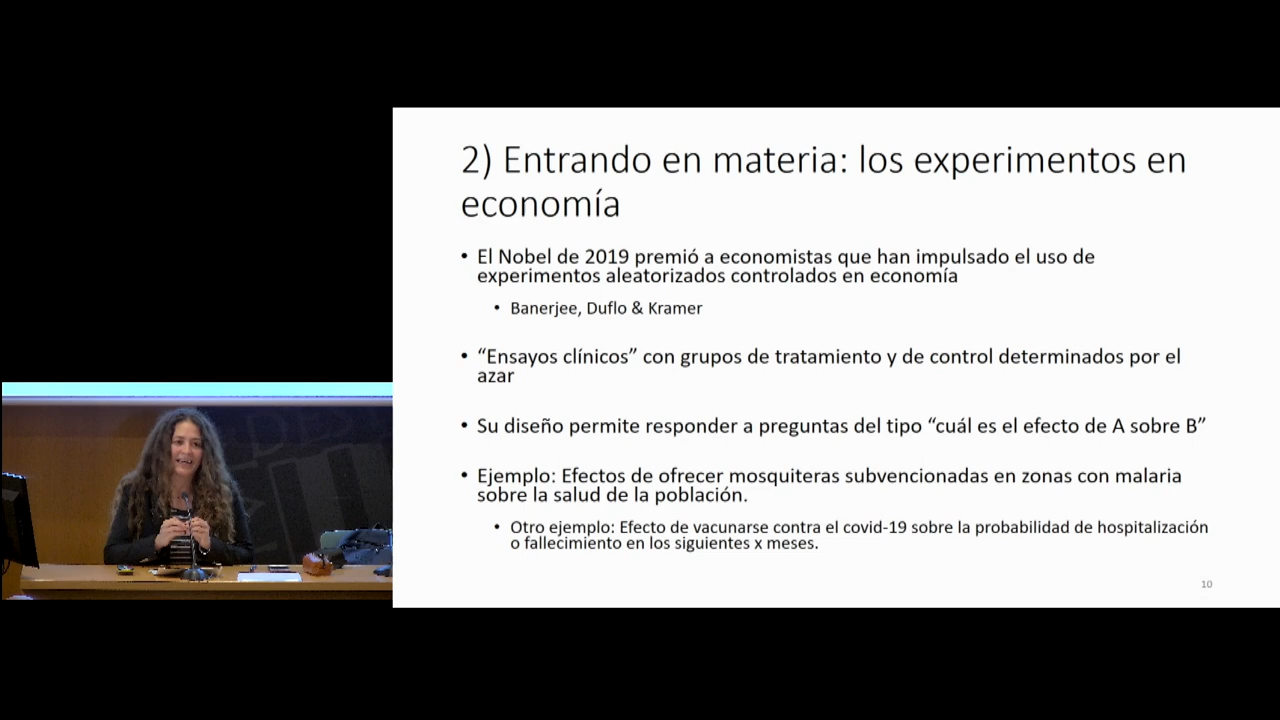 2) Entrando en materia: los experimentos en
economía
• El Nobel de 2019 premió a economistas que han impulsado el uso de
experimentos aleatorizados controlados en economía
• Banerjee, Duflo & Kramer
• “Ensayos clínicos” con grupos de tratamiento y de control determinados por el
azar
• Su diseño permite responder a preguntas del tipo “cuál es el efecto de A sobre B”
• Ejemplo: Efectos de ofrecer mosquiteras subvencionadas en zonas con malaria
sobre la salud de la población.
• Otro ejemplo: Efecto de vacunarse contra el covid-19 sobre la probabilidad de hospitalización
o fallecimiento en los siguientes x meses.
10